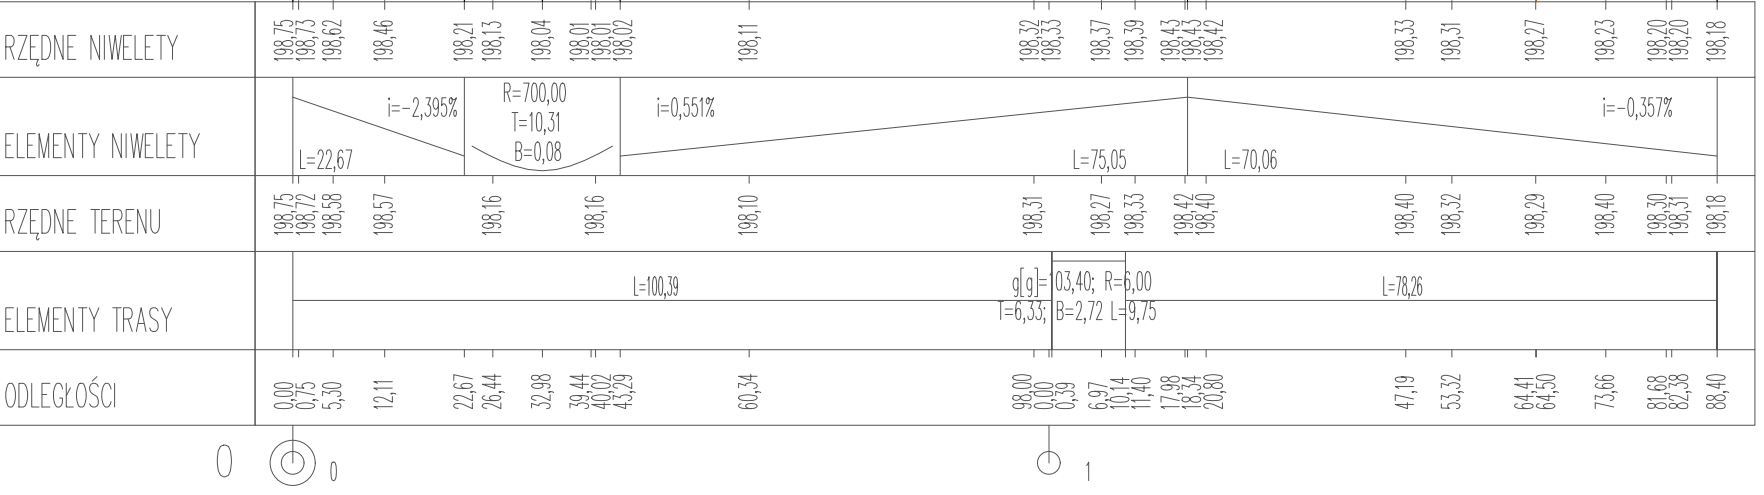 RZĘDNE NIWELETY 198,75 198,73 198,62 198,46 198,21 198,13 198,04 198,01 198,01 198,02 198,11 198,32 198,33 198,37 198,39 198,43 198,43 198,42 198,33 198,31 198,27 198,23 198,20 198,20 198,18
ELEMENTY NIWELETY
L=22,67
i=-2,395%
R=700,00
T=10,31
B=0,08
i=0,551%
L=75,05
L=70,06
i=-0,357%
RZĘDNE TERENU 198,75 198,72 198,58 198,57 198,16 198,16 198,10 198,31 198,27 198,33 198,42 198,40 198,40 198,32 198,29 198,40 198,30 198,31 198,18
ELEMENTY TRASY
L=100,39
g[g]=103,40; R=6,00
T=6,33; B=2,72 L=9,75
L=78,26
ODLEGŁOŚCI 0,00 0,75 5,30 12,11 22,67 26,44 32,98 39,44 40,02 43,29 60,34 98,00 0,00 0,39 6,97 10,14 11,40 17,98 18,34 20,80 47,19 53,32 64,41 64,50 73,66 81,68 82,38 88,40
0 0 1